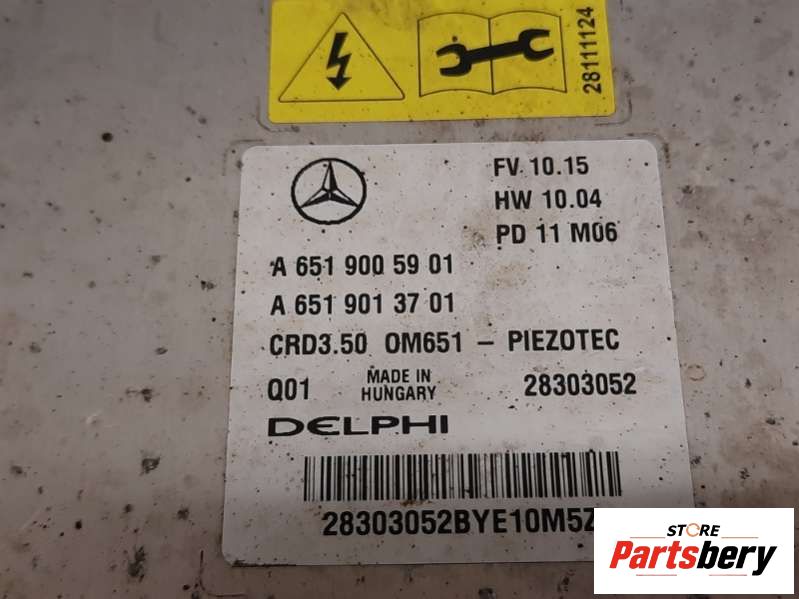 28111124
FV 10.15
HW 10.04
PD 11 M06
A 651 900 59 01
A 651 901 37 01
CRD3.50 OM651 - PIEZOTEC
Q01 MADE IN HUNGARY 28303052
DELPHI
28303052BYE10M5Z
STORE
Partsbery